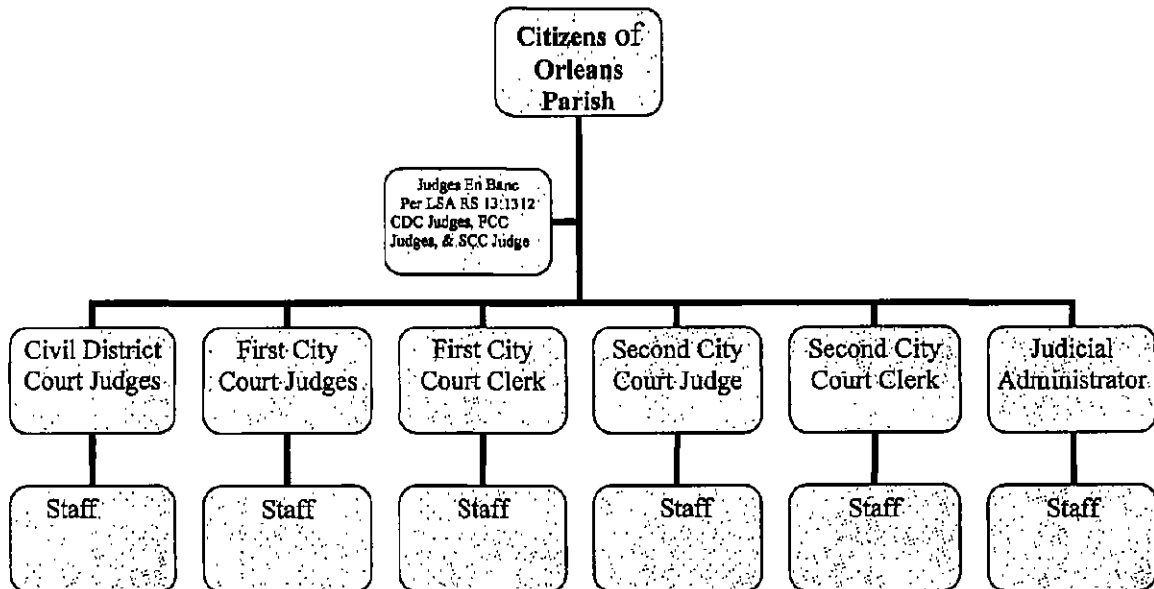 Citizens of
Orleans
Parish
Judges En Banc
Per LSA RS 13:1312
CDC Judges, FCC
Judges, & SCC Judge
Civil District
Court Judges
First City
Court Judges
First City
Court Clerk
Second City
Court Judge
Second City
Court Clerk
Judicial
Administrator
Staff
Staff
Staff
Staff
Staff
Staff